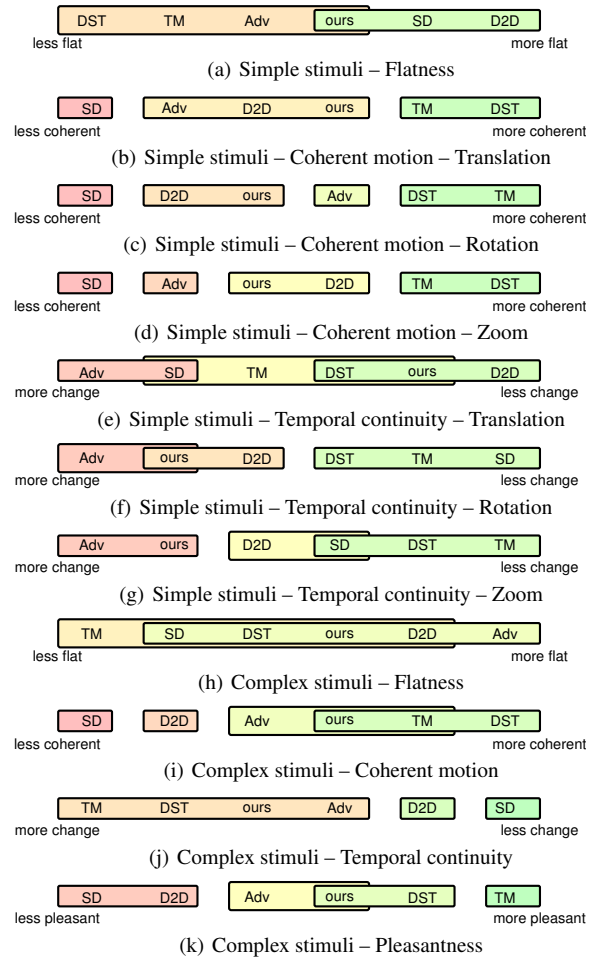 DST TM Adv ours SD D2D
less flat more flat
(a) Simple stimuli – Flatness
SD Adv D2D ours TM DST
less coherent more coherent
(b) Simple stimuli – Coherent motion – Translation
SD D2D ours Adv DST TM
less coherent more coherent
(c) Simple stimuli – Coherent motion – Rotation
SD Adv ours D2D TM DST
less coherent more coherent
(d) Simple stimuli – Coherent motion – Zoom
Adv SD TM DST ours D2D
more change less change
(e) Simple stimuli – Temporal continuity – Translation
Adv ours D2D DST TM SD
more change less change
(f) Simple stimuli – Temporal continuity – Rotation
Adv ours D2D SD DST TM
more change less change
(g) Simple stimuli – Temporal continuity – Zoom
TM SD DST ours D2D Adv
less flat more flat
(h) Complex stimuli – Flatness
SD D2D Adv ours TM DST
less coherent more coherent
(i) Complex stimuli – Coherent motion
TM DST ours Adv D2D SD
more change less change
(j) Complex stimuli – Temporal continuity
SD D2D Adv ours DST TM
less pleasant more pleasant
(k) Complex stimuli – Pleasantness